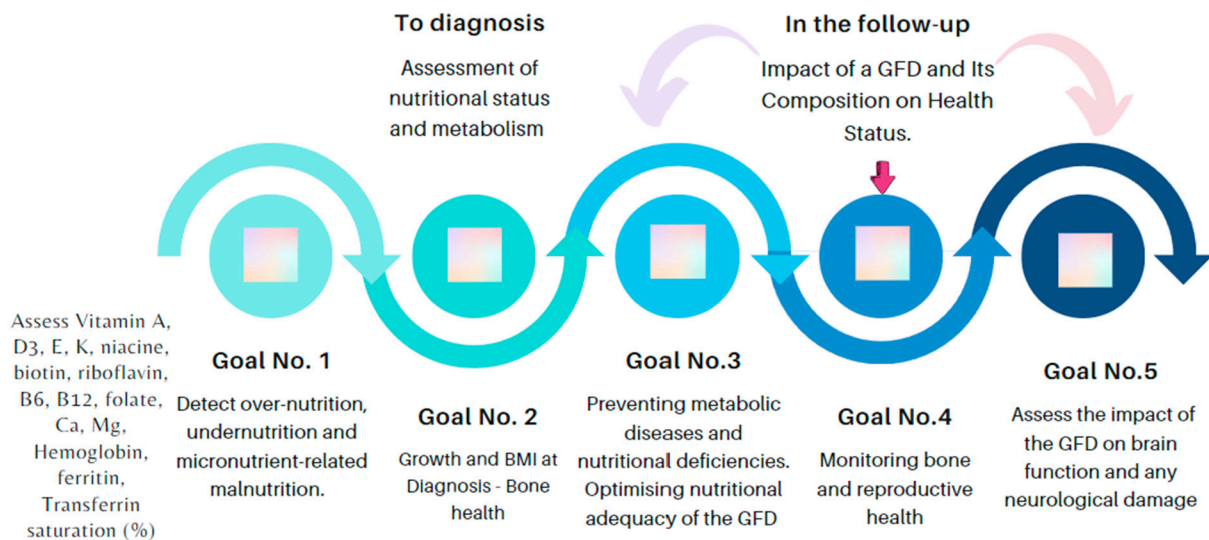 To diagnosis
Assessment of
nutritional status
and metabolism
In the follow-up
Impact of a GFD and Its
Composition on Health
Status.
Assess Vitamin A,
D3, E, K, niacine,
biotin, riboflavin,
B6, B12, folate,
Ca, Mg,
Hemoglobin,
ferritin,
Transferrin
saturation (%)
Goal No. 1
Detect over-nutrition,
undernutrition and
micronutrient-related
malnutrition.
Goal No. 2
Growth and BMI at
Diagnosis - Bone
health
Goal No.3
Preventing metabolic
diseases and
nutritional deficiencies.
Optimising nutritional
adequacy of the GFD
Goal No.4
Monitoring bone
and reproductive
health
Goal No.5
Assess the impact of
the GFD on brain
function and any
neurological damage